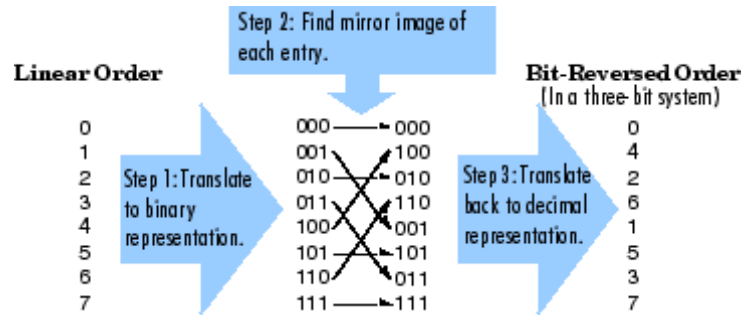 Step 2: Find mirror image of
each entry.
Linear Order
Bit-Reversed Order
(In a three-bit system)
0 000 000 0
1 001 100 4
2 010 010 2
3 011 110 6
4 100 001 1
5 101 101 5
6 110 011 3
7 111 111 7
Step 1: Translate
to binary
representation.
Step 3: Translate
back to decimal
representation.